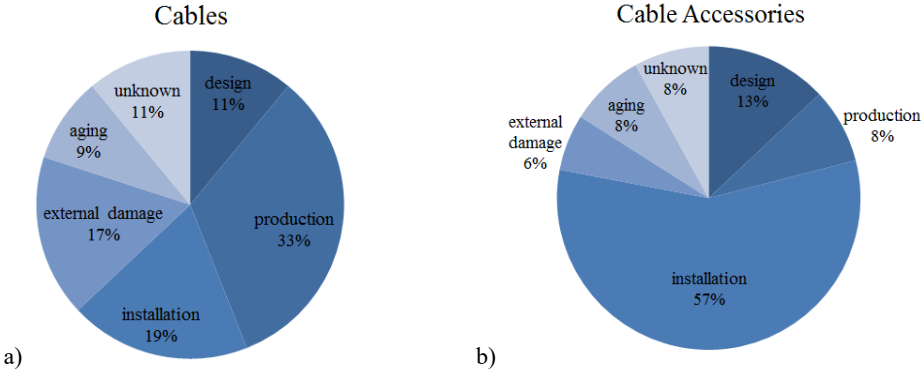 Cables
design
11%
production
33%
installation
19%
external damage
17%
aging
9%
unknown
11%
a)
Cable Accessories
design
13%
production
8%
installation
57%
external
damage
6%
aging
8%
unknown
8%
b)